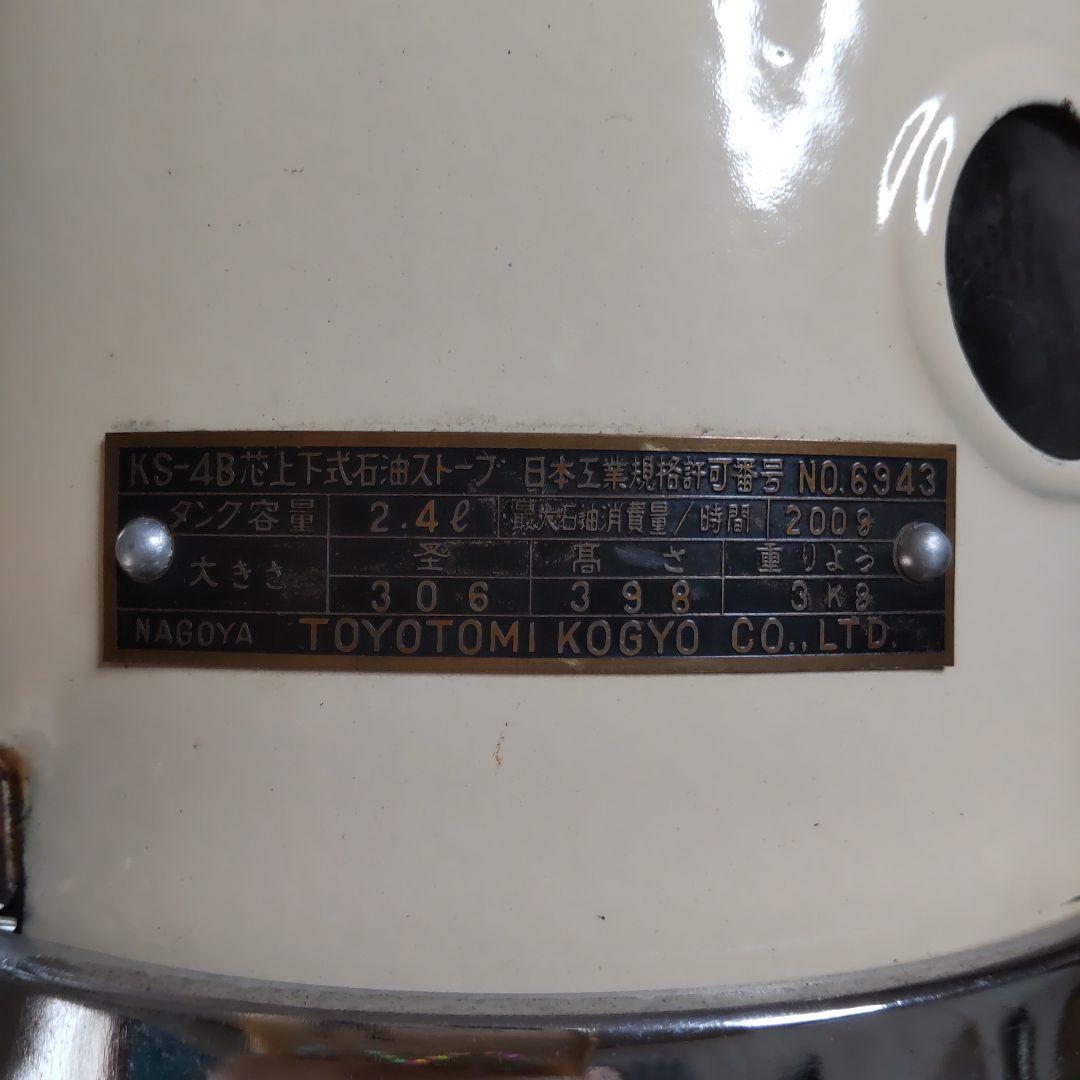 KS-4B芯上下式石油ストーブ 日本工業規格許可番号 NO.6943
タンク容量 2.4ℓ 最大石油消費量/時間 200g
大きさ 圣 高さ 重りよう
306 398 3Kg
NAGOYA TOYOTOMI KOGYO CO.,LTD.